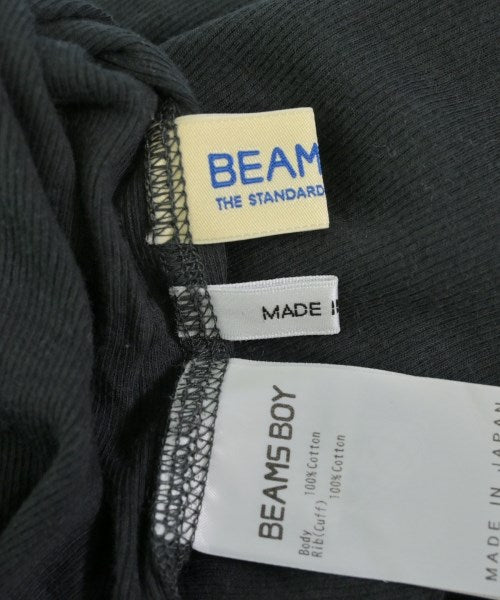 BEAM
THE STANDARD
MADE I
BEAMS BOY
Body 100% Cotton
Rib(Cuff) 100% Cotton
MADE IN JAPAN